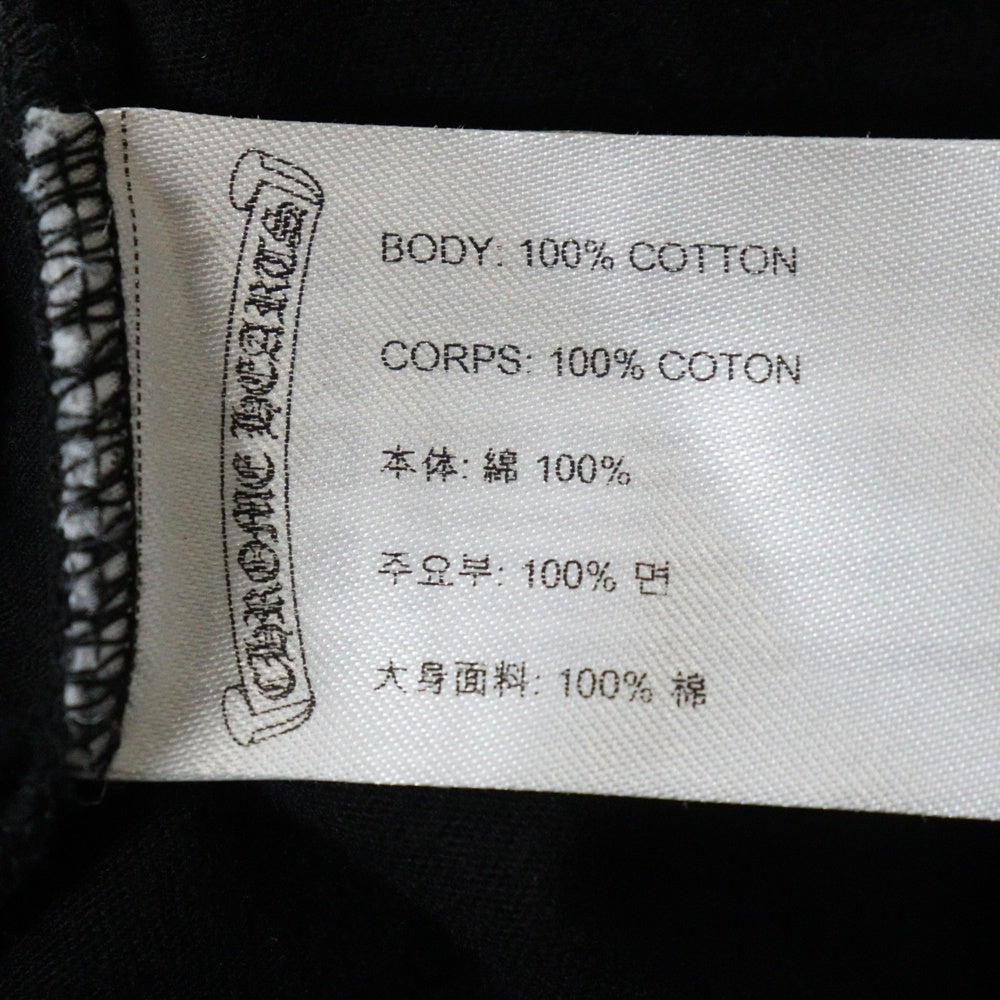 CHROME HEARTS
BODY: 100% COTTON
CORPS: 100% COTON
本体: 綿 100%
주요부: 100% 면
大身面料: 100% 棉